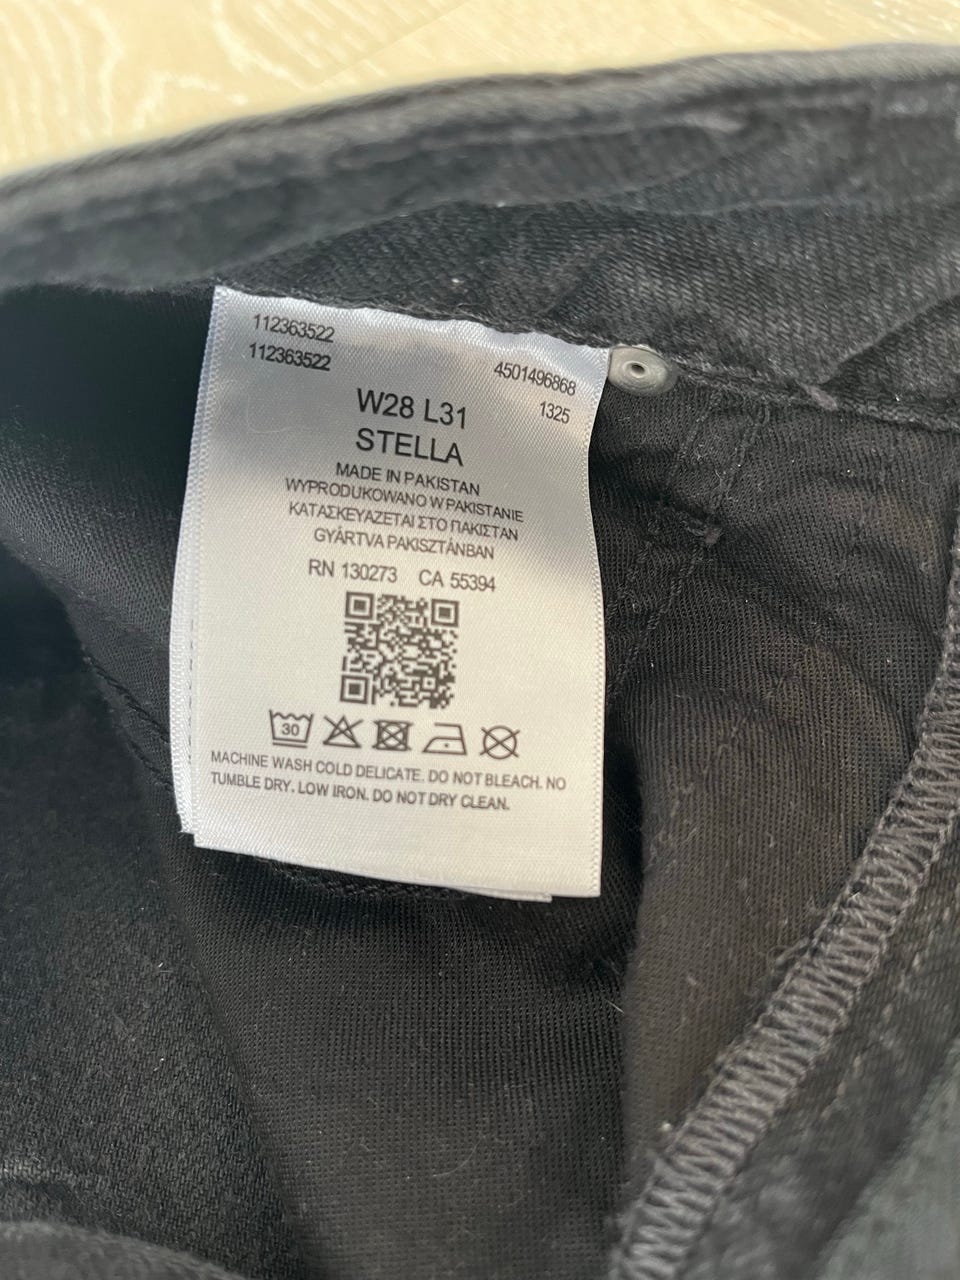 112363522
112363522
4501496868
1325
W28 L31
STELLA
MADE IN PAKISTAN
WYPRODUKOWANO W PAKISTANIE
ΚΑΤΑΣΚΕΥΑΖΕΤΑΙ ΣΤΟ ΠΑΚΙΣΤΑΝ
GYÁRTVA PAKISZTÁNBAN
RN 130273 CA 55394
30
MACHINE WASH COLD DELICATE. DO NOT BLEACH. NO
TUMBLE DRY. LOW IRON. DO NOT DRY CLEAN.